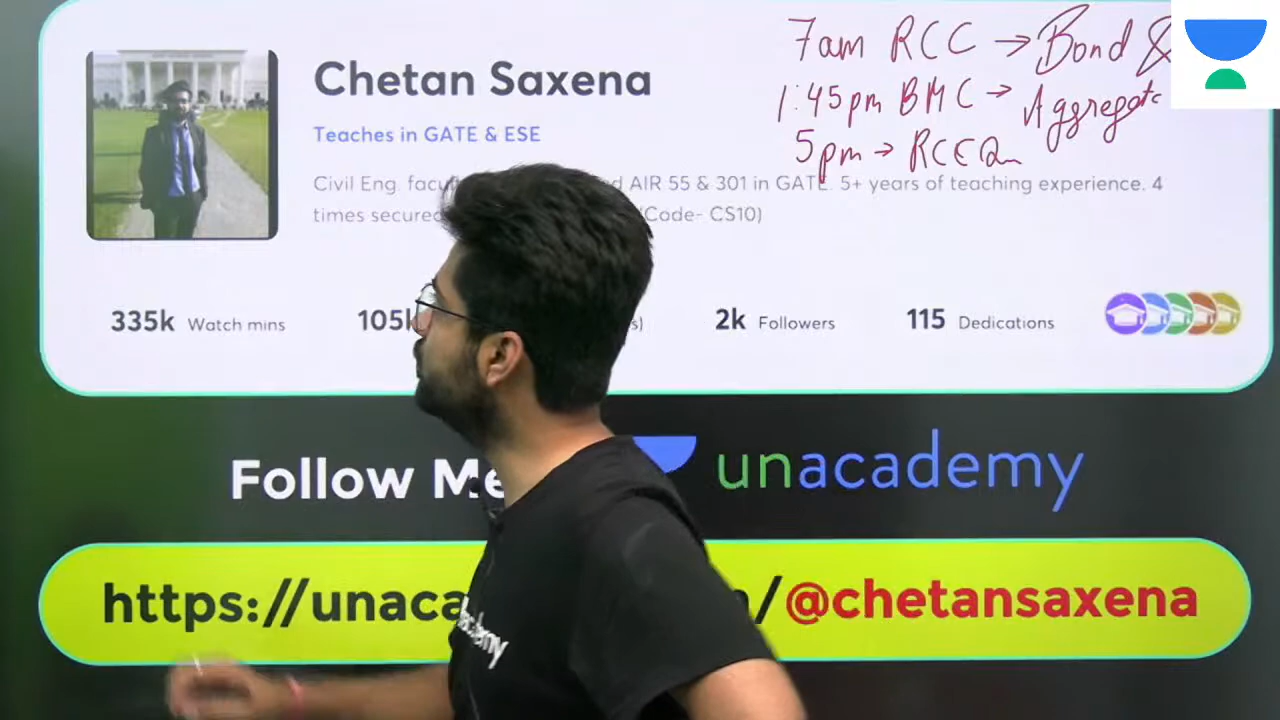 7am RCC → Bond &
1:45pm BMC → Aggregate
5pm → RCC Qn
Chetan Saxena
Teaches in GATE & ESE
Civil Eng. facu AIR 55 & 301 in GATE. 5+ years of teaching experience. 4
times secured (Code- CS10)
335k Watch mins
105k
2k Followers
115 Dedications
Follow Me
unacademy
https://unaca /@chetansaxena